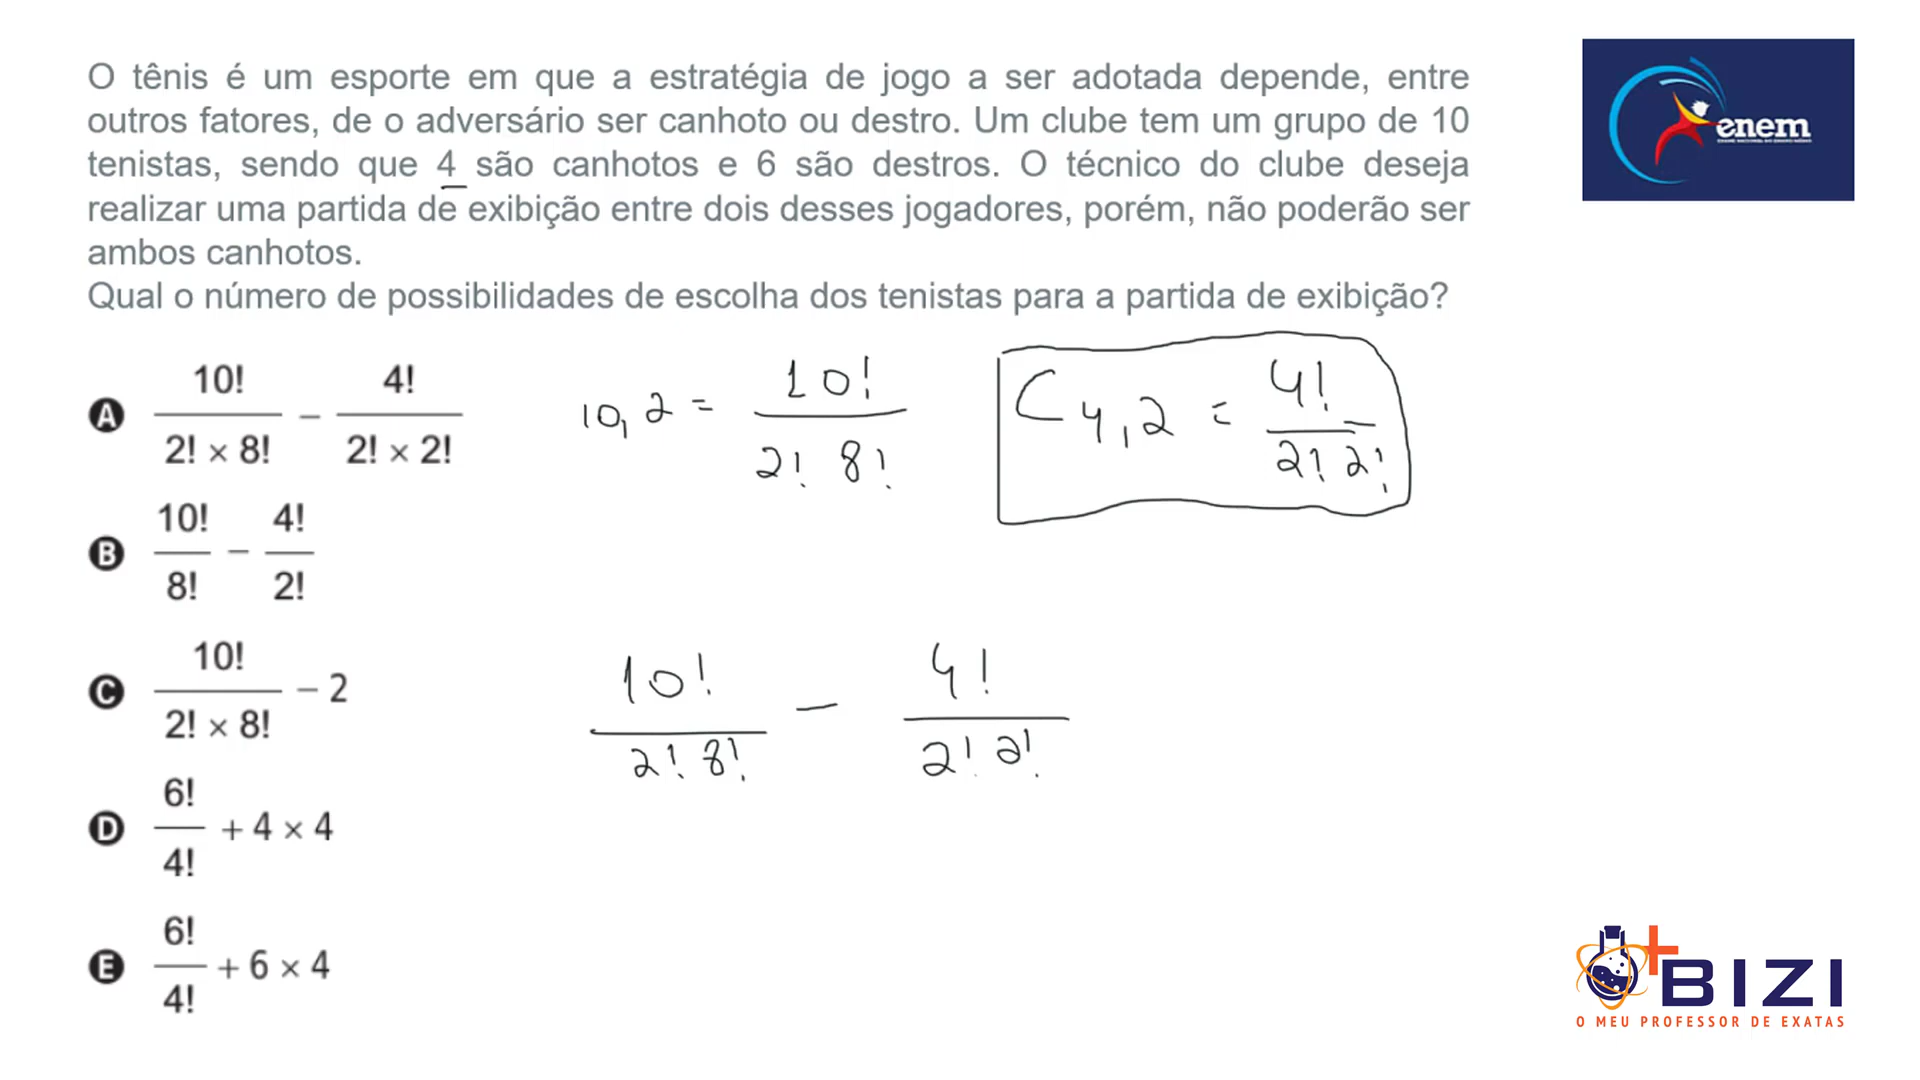 O tênis é um esporte em que a estratégia de jogo a ser adotada depende, entre
outros fatores, de o adversário ser canhoto ou destro. Um clube tem um grupo de 10
tenistas, sendo que 4 são canhotos e 6 são destros. O técnico do clube deseja
realizar uma partida de exibição entre dois desses jogadores, porém, não poderão ser
ambos canhotos.
Qual o número de possibilidades de escolha dos tenistas para a partida de exibição?
enem
EXAME NACIONAL DO ENSINO MÉDIO
A 10!/(2! × 8!) − 4!/(2! × 2!)
B 10!/8! − 4!/2!
C 10!/(2! × 8!) − 2
D 6!/4! + 4 × 4
E 6!/4! + 6 × 4
10,2 = 10!/(2! 8!)
C4,2 = 4!/(2! 2!)
10!/(2! 8!) − 4!/(2! 2!)
+BIZI
O MEU PROFESSOR DE EXATAS